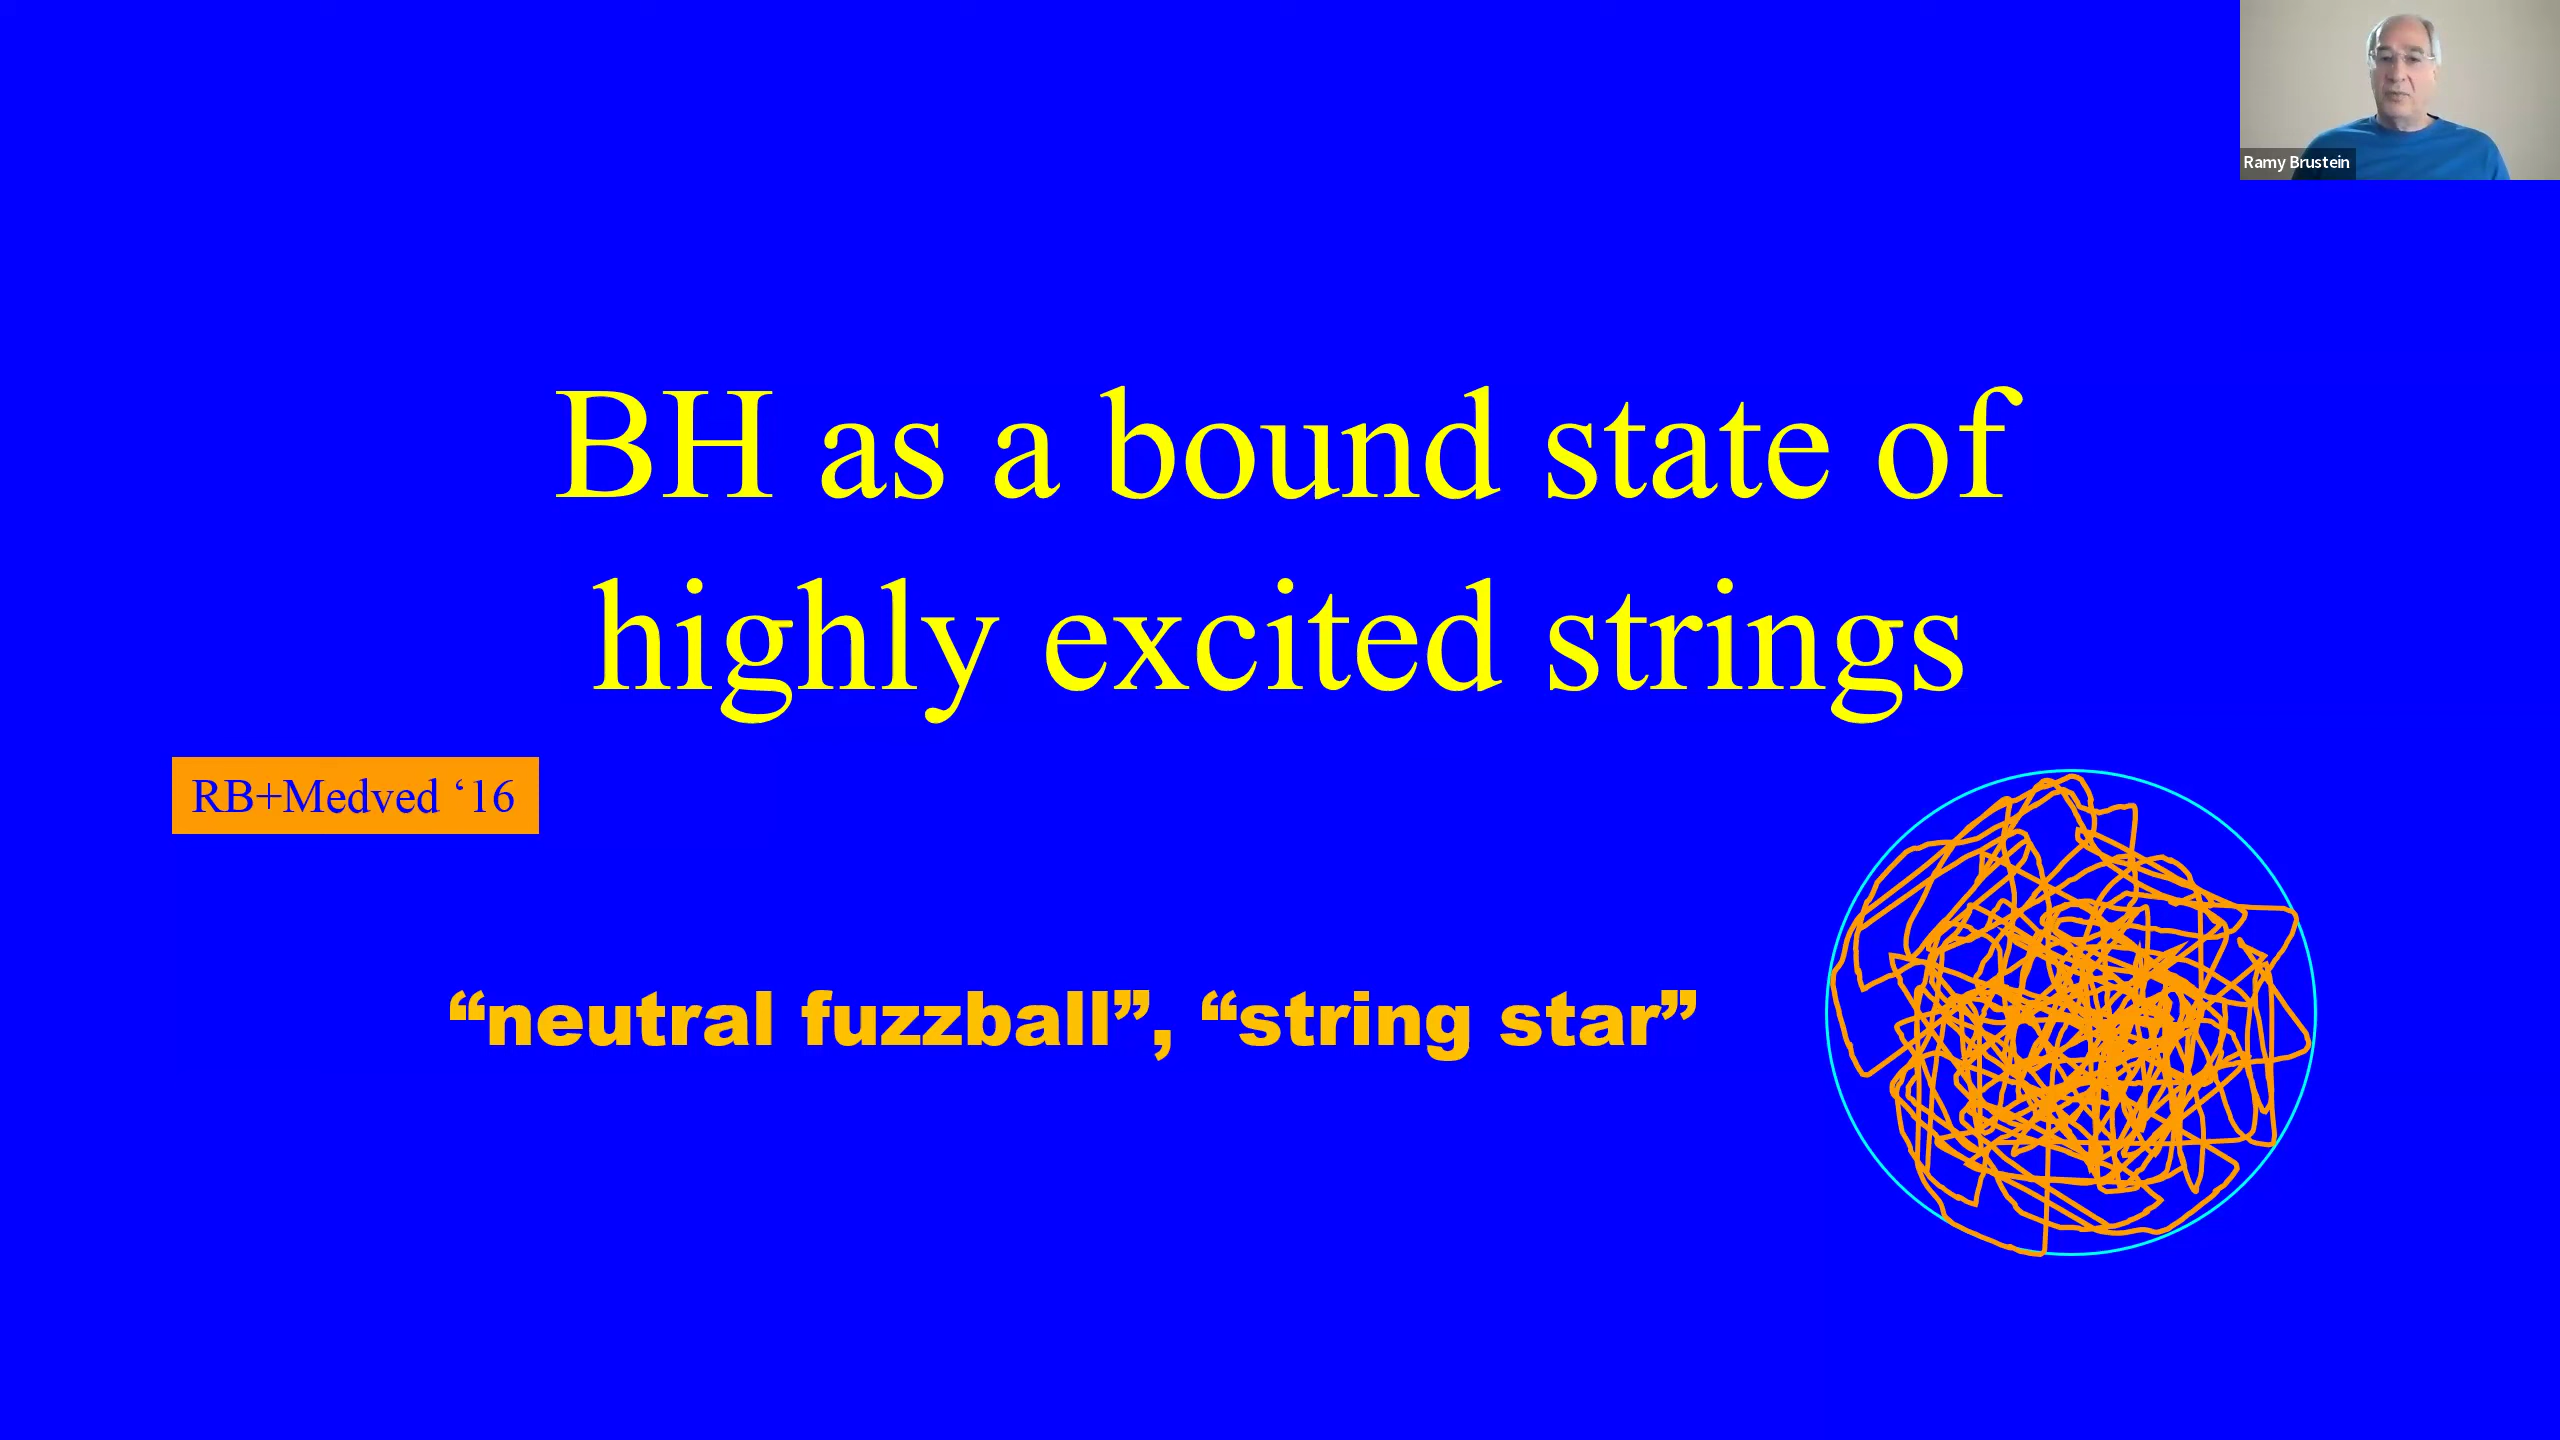 Ramy Brustein
BH as a bound state of
highly excited strings
RB+Medved ‘16
“neutral fuzzball”, “string star”